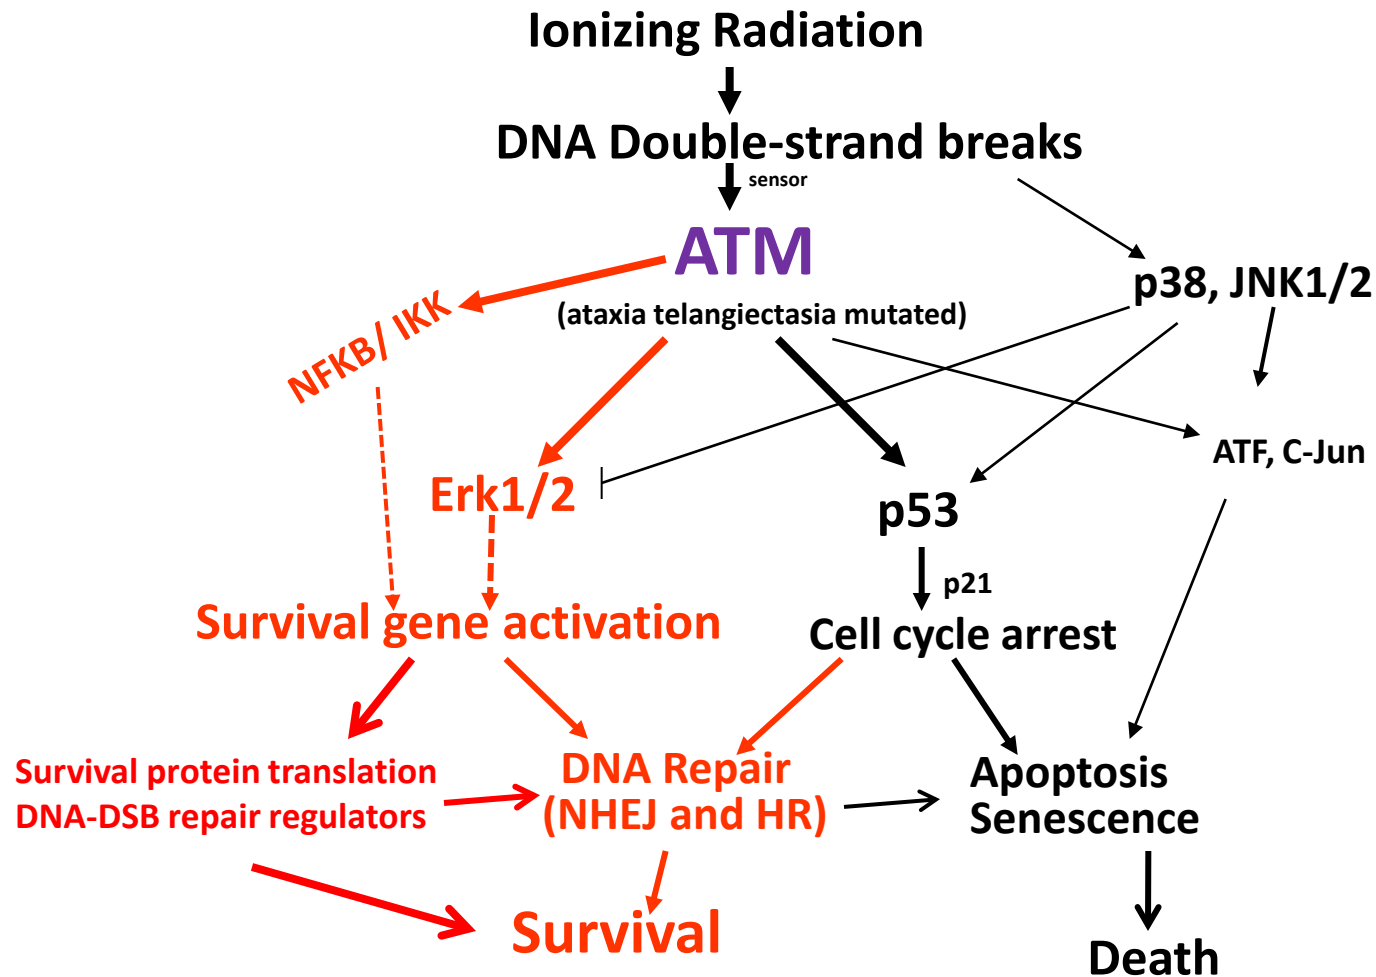 Ionizing Radiation
DNA Double-strand breaks
sensor
ATM
(ataxia telangiectasia mutated)
p38, JNK1/2
NFKB/ IKK
ATF, C-Jun
Erk1/2
p53
p21
Survival gene activation
Cell cycle arrest
Survival protein translation
DNA-DSB repair regulators
DNA Repair
(NHEJ and HR)
Apoptosis
Senescence
Survival
Death